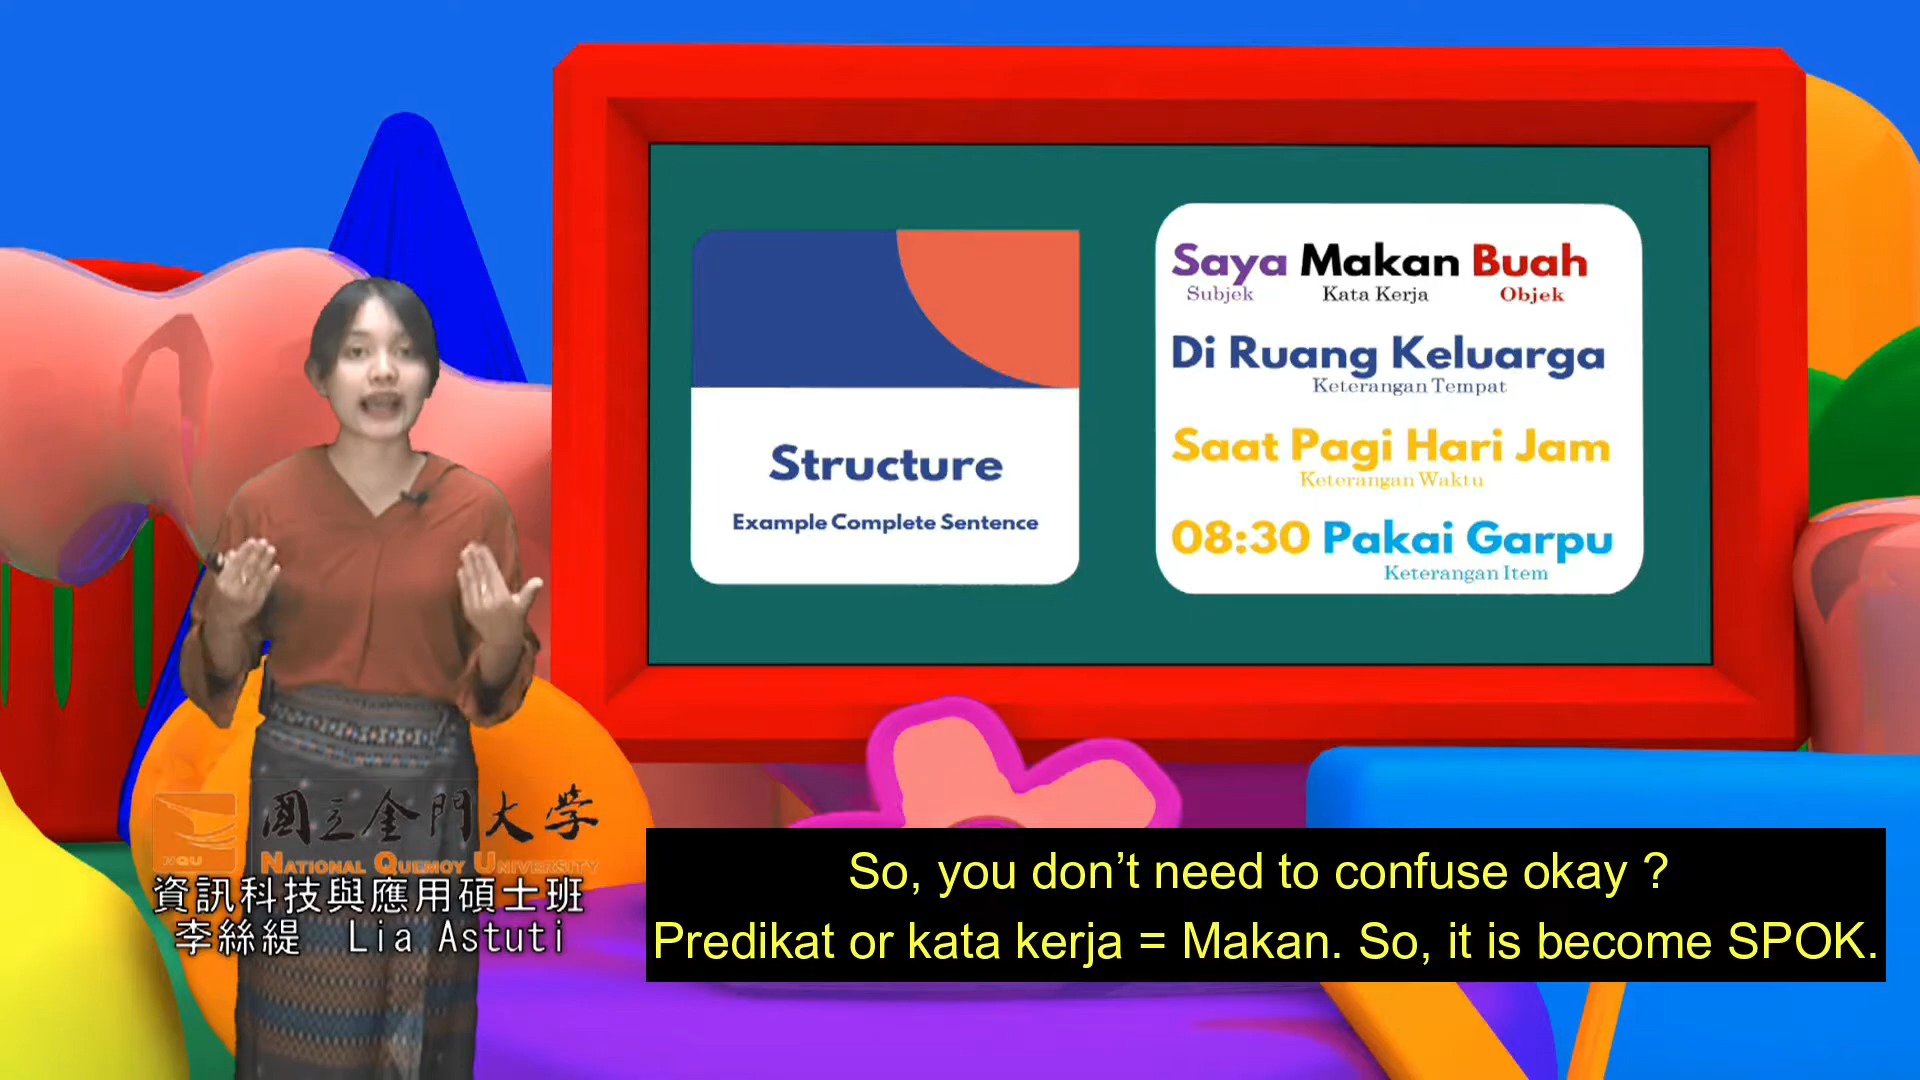 Saya Makan Buah
Subjek Kata Kerja Objek
Di Ruang Keluarga
Keterangan Tempat
Structure
Saat Pagi Hari Jam
Keterangan Waktu
Example Complete Sentence
08:30 Pakai Garpu
Keterangan Item
NQU
國立金門大學
NATIONAL QUEMOY UNIVERSITY
資訊科技與應用碩士班
李絲緹 Lia Astuti
So, you don’t need to confuse okay ?
Predikat or kata kerja = Makan. So, it is become SPOK.